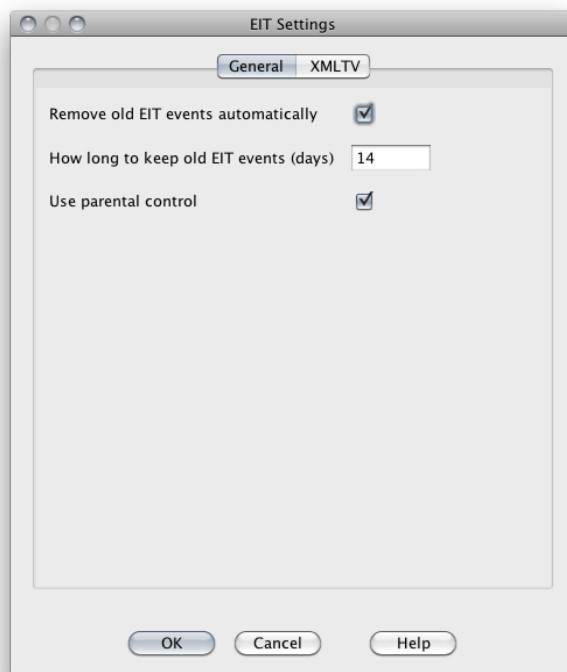 EIT Settings
General XMLTV
Remove old EIT events automatically
How long to keep old EIT events (days) 14
Use parental control
OK Cancel Help